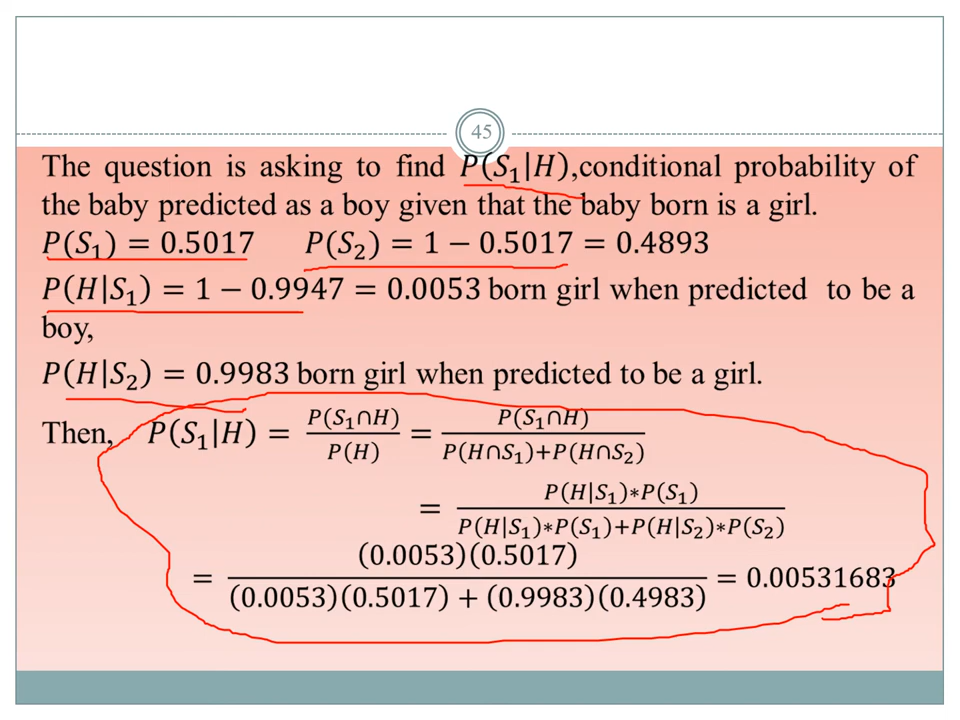 45
The question is asking to find P(S₁|H),conditional probability of
the baby predicted as a boy given that the baby born is a girl.
P(S₁) = 0.5017 P(S₂) = 1 − 0.5017 = 0.4893
P(H|S₁) = 1 − 0.9947 = 0.0053 born girl when predicted to be a
boy,
P(H|S₂) = 0.9983 born girl when predicted to be a girl.
Then, P(S₁|H) = P(S₁∩H)/P(H) = P(S₁∩H)/(P(H∩S₁)+P(H∩S₂))
= P(H|S₁)∗P(S₁)/(P(H|S₁)∗P(S₁)+P(H|S₂)∗P(S₂))
= (0.0053)(0.5017)/((0.0053)(0.5017) + (0.9983)(0.4983)) = 0.00531683